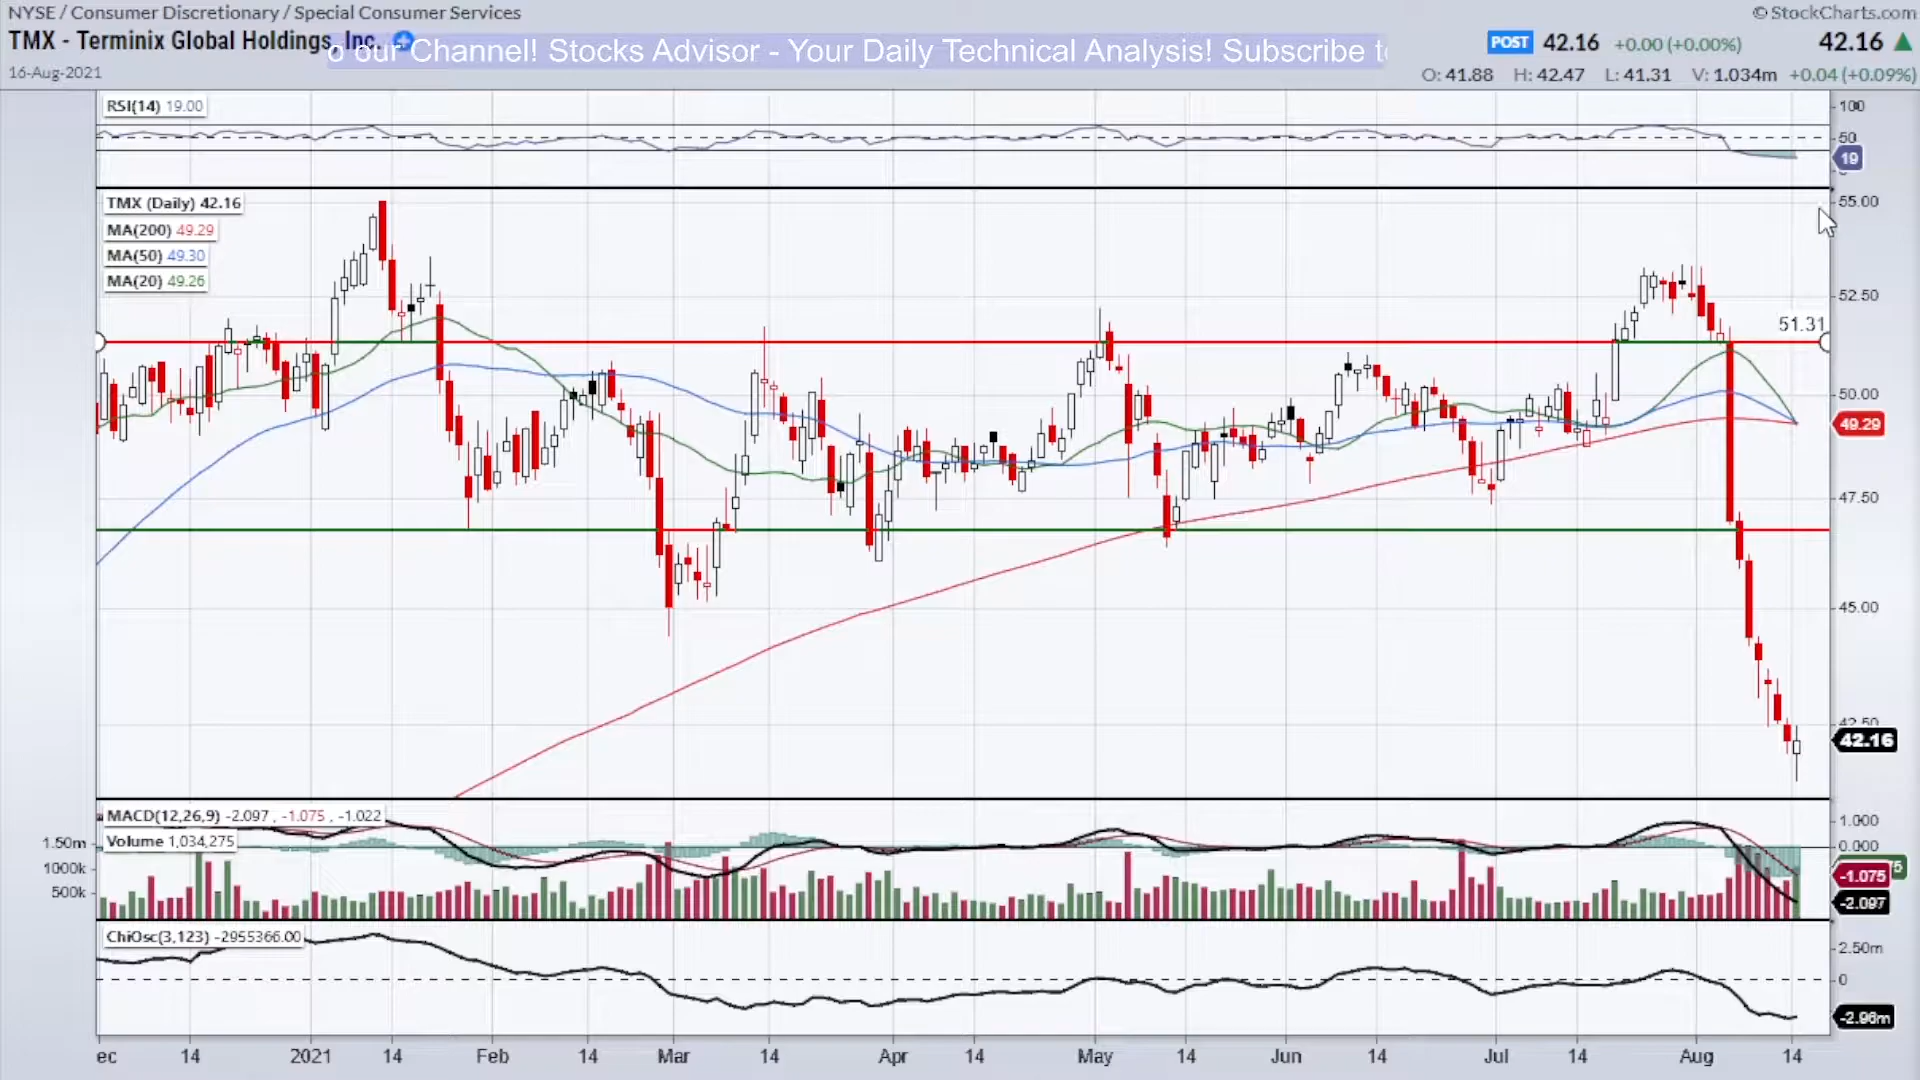 NYSE / Consumer Discretionary / Special Consumer Services
© StockCharts.com
TMX - Terminix Global Holdings, Inc.
o our Channel! Stocks Advisor - Your Daily Technical Analysis! Subscribe t
POST 42.16 +0.00 (+0.00%) 42.16
16-Aug-2021
O: 41.88 H: 42.47 L: 41.31 V: 1.034m +0.04 (+0.09%)
RSI(14) 19.00
100
50
19
TMX (Daily) 42.16
55.00
MA(200) 49.29
MA(50) 49.30
MA(20) 49.26
52.50
51.31
50.00
49.29
47.50
45.00
42.50
42.16
MACD(12,26,9) -2.097 , -1.075 , -1.022
1.000
Volume 1,034,275
1.50m
0.000
1000k
-1.075
5
500k
-2.097
ChiOsc(3,123) -2955366.00
2.50m
0
-2.96m
ec 14 2021 14 Feb 14 Mar 14 Apr 14 May 14 Jun 14 Jul 14 Aug 14